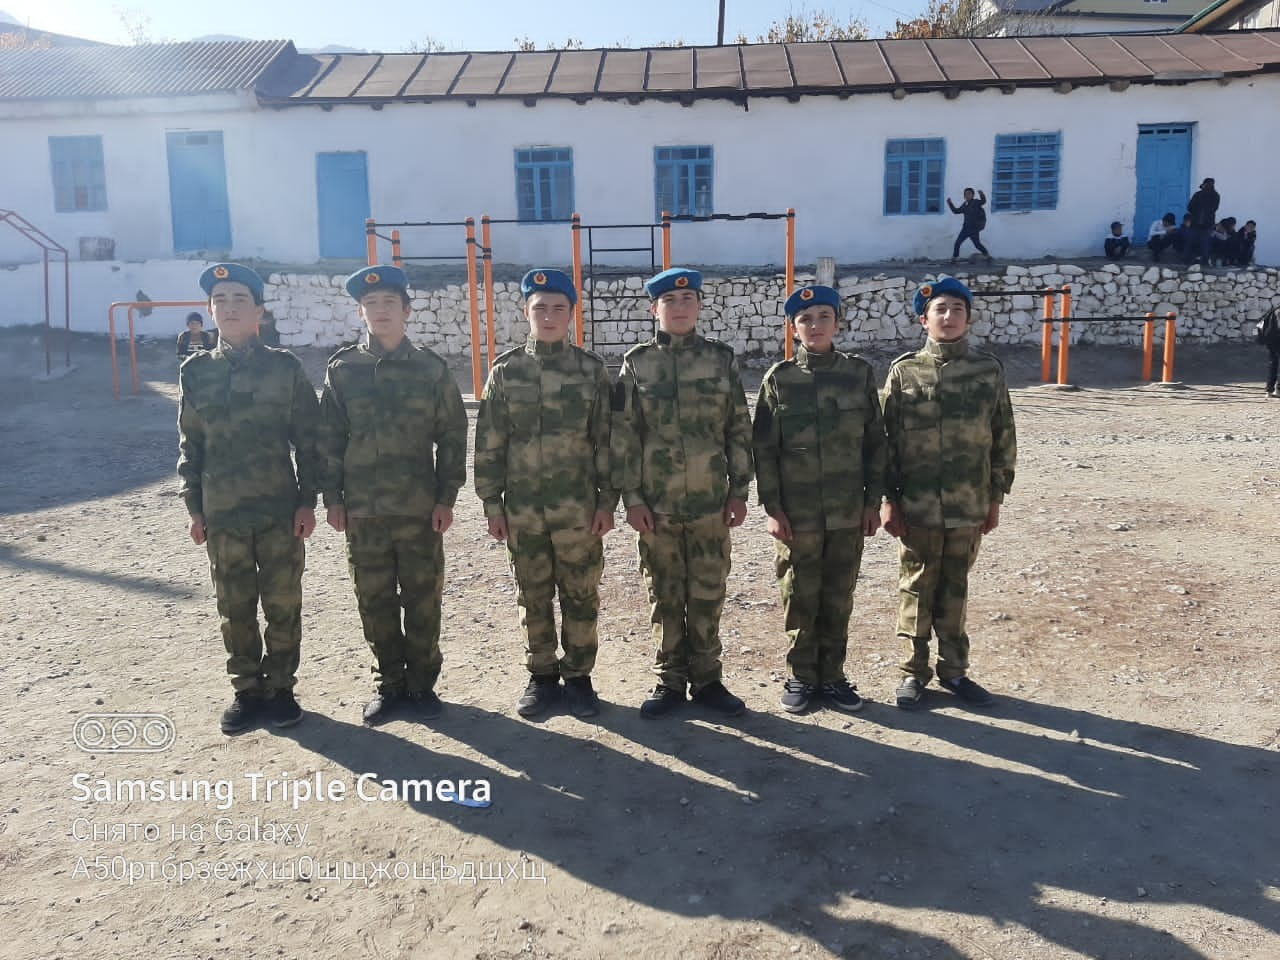 Samsung Triple Camera
Снято на Galaxy
A50ртбрзежхш0щщжощЬдщхщ